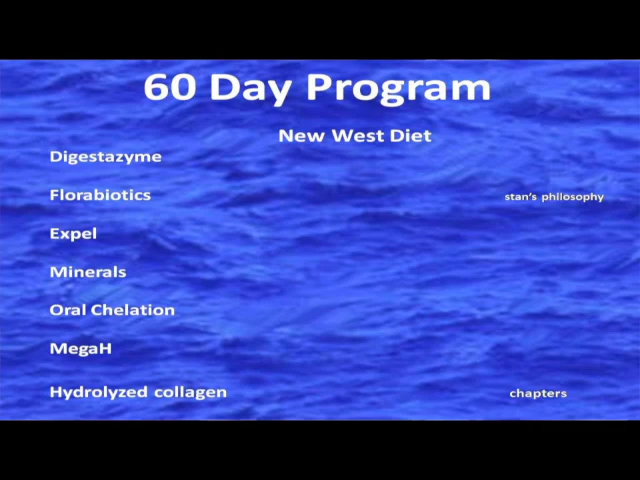 60 Day Program
New West Diet
Digestazyme
Florabiotics
stan's philosophy
Expel
Minerals
Oral Chelation
MegaH
Hydrolyzed collagen
chapters